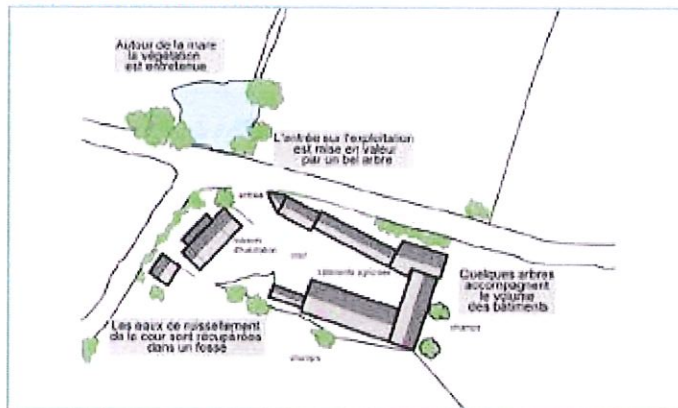 Autour de la mare
la végétation
est entretenue
L'entrée sur l'exploitation
est mise en valeur
par un bel arbre
entrée
maison
d'habitation
cour
bâtiments agricoles
Quelques arbres
accompagnent
le volume
des bâtiments
champs
Les eaux de ruissellement
de la cour sont récupérées
dans un fossé
champs